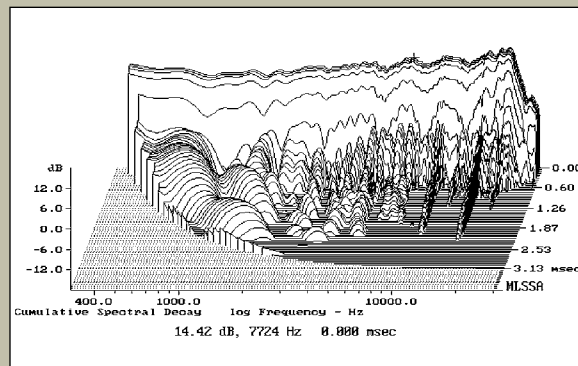 dB
12.0
6.0
0.0
-6.0
-12.0
0.00
0.60
1.26
1.87
2.53
3.13 msec
MLSSA
400.0 1000.0 10000.0
Cumulative Spectral Decay log Frequency - Hz
14.42 dB, 7724 Hz 0.000 msec